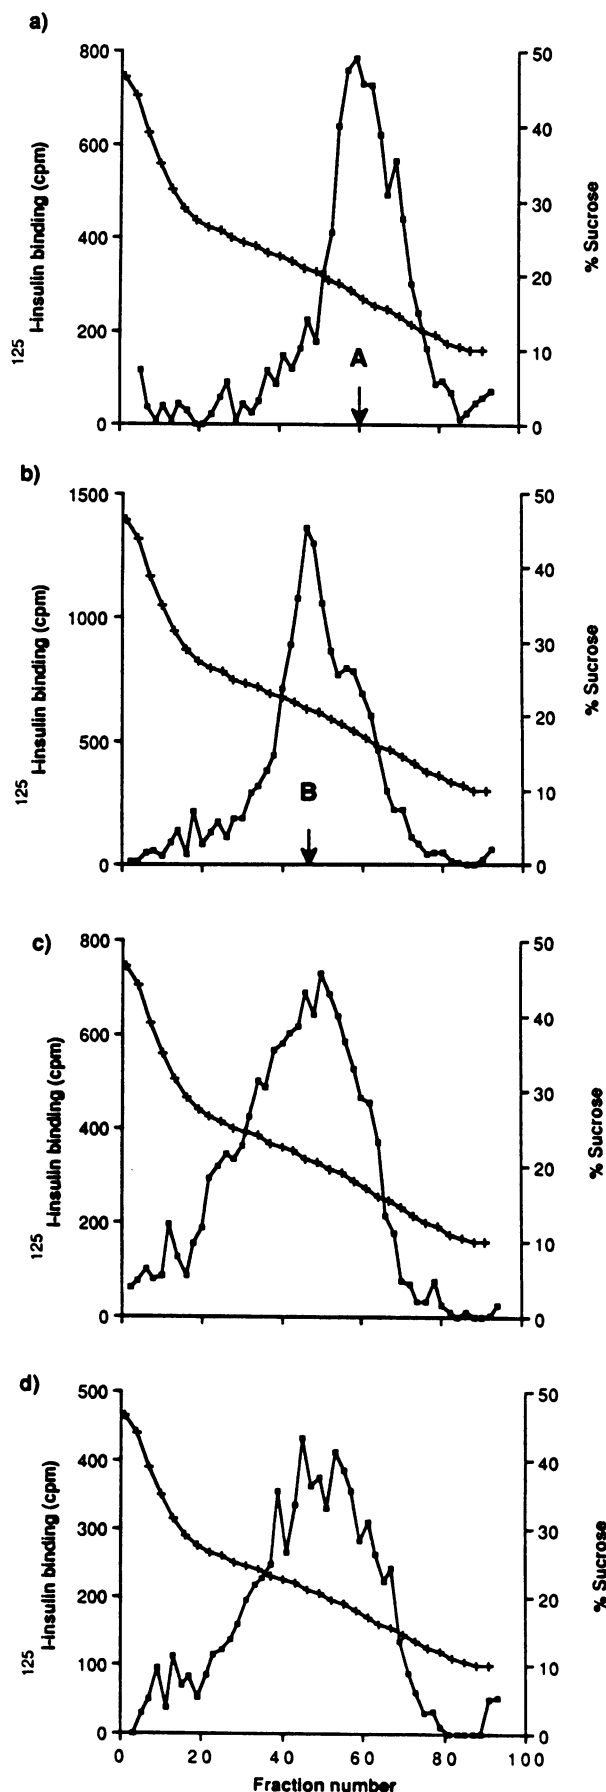 a)
800
600
400
200
0
50
40
30
20
10
0
125 I-insulin binding (cpm)
% Sucrose
A
b)
1500
1000
500
0
50
40
30
20
10
0
125 I-insulin binding (cpm)
% Sucrose
B
c)
800
600
400
200
0
50
40
30
20
10
0
125 I-insulin binding (cpm)
% Sucrose
d)
500
400
300
200
100
0
50
40
30
20
10
0
125 I-insulin binding (cpm)
% Sucrose
0 20 40 60 80 100
Fraction number